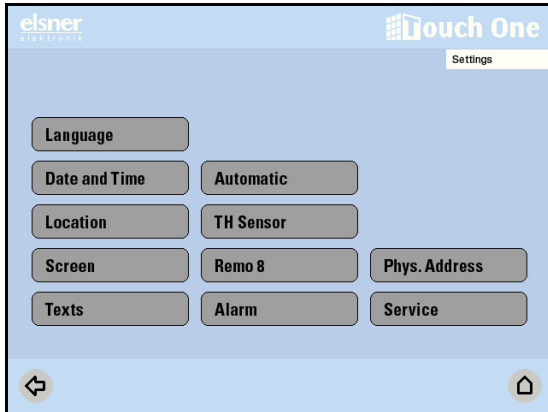 elsner
elektronik
Touch One
Settings
Language
Date and Time
Automatic
Location
TH Sensor
Screen
Remo 8
Phys. Address
Texts
Alarm
Service